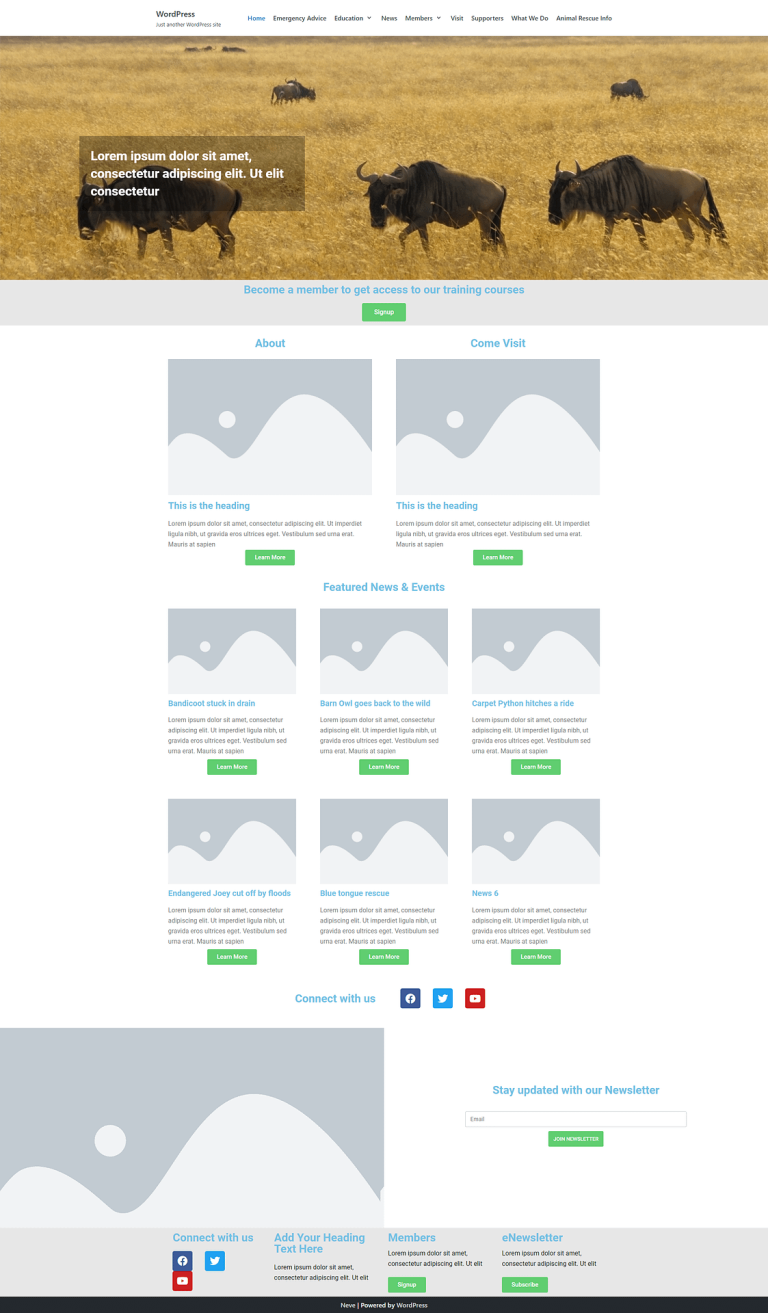 WordPress
Just another WordPress site
Home Emergency Advice Education News Members Visit Supporters What We Do Animal Rescue Info
Lorem ipsum dolor sit amet,
consectetur adipiscing elit. Ut elit
consectetur
Become a member to get access to our training courses
Signup
About
Come Visit
This is the heading
Lorem ipsum dolor sit amet, consectetur adipiscing elit. Ut imperdiet
ligula nibh, ut gravida eros ultrices eget. Vestibulum sed urna erat.
Mauris at sapien
Learn More
This is the heading
Lorem ipsum dolor sit amet, consectetur adipiscing elit. Ut imperdiet
ligula nibh, ut gravida eros ultrices eget. Vestibulum sed urna erat.
Mauris at sapien
Learn More
Featured News & Events
Bandicoot stuck in drain
Lorem ipsum dolor sit amet, consectetur
adipiscing elit. Ut imperdiet ligula nibh, ut
gravida eros ultrices eget. Vestibulum sed
urna erat. Mauris at sapien
Learn More
Barn Owl goes back to the wild
Lorem ipsum dolor sit amet, consectetur
adipiscing elit. Ut imperdiet ligula nibh, ut
gravida eros ultrices eget. Vestibulum sed
urna erat. Mauris at sapien
Learn More
Carpet Python hitches a ride
Lorem ipsum dolor sit amet, consectetur
adipiscing elit. Ut imperdiet ligula nibh, ut
gravida eros ultrices eget. Vestibulum sed
urna erat. Mauris at sapien
Learn More
Endangered Joey cut off by floods
Lorem ipsum dolor sit amet, consectetur
adipiscing elit. Ut imperdiet ligula nibh, ut
gravida eros ultrices eget. Vestibulum sed
urna erat. Mauris at sapien
Learn More
Blue tongue rescue
Lorem ipsum dolor sit amet, consectetur
adipiscing elit. Ut imperdiet ligula nibh, ut
gravida eros ultrices eget. Vestibulum sed
urna erat. Mauris at sapien
Learn More
News 6
Lorem ipsum dolor sit amet, consectetur
adipiscing elit. Ut imperdiet ligula nibh, ut
gravida eros ultrices eget. Vestibulum sed
urna erat. Mauris at sapien
Learn More
Connect with us
Stay updated with our Newsletter
Email
JOIN NEWSLETTER
Connect with us
Add Your Heading
Text Here
Lorem ipsum dolor sit amet,
consectetur adipiscing elit. Ut elit
Members
Lorem ipsum dolor sit amet,
consectetur adipiscing elit. Ut elit
Signup
eNewsletter
Lorem ipsum dolor sit amet,
consectetur adipiscing elit. Ut elit
Subscribe
Neve | Powered by WordPress